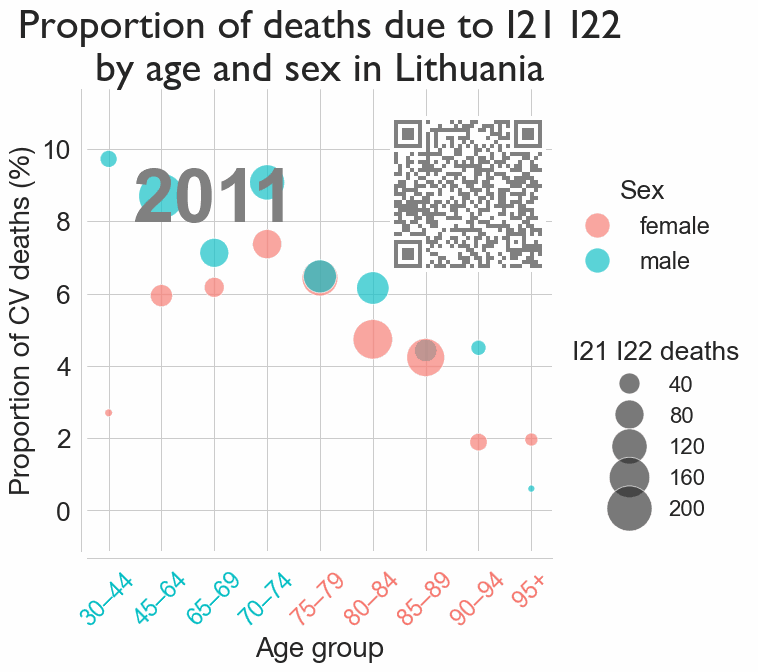 Proportion of deaths due to I21 I22
by age and sex in Lithuania
Proportion of CV deaths (%)
10
8
6
4
2
0
2011
30–44
45–64
65–69
70–74
75–79
80–84
85–89
90–94
95+
Age group
Sex
female
male
I21 I22 deaths
40
80
120
160
200